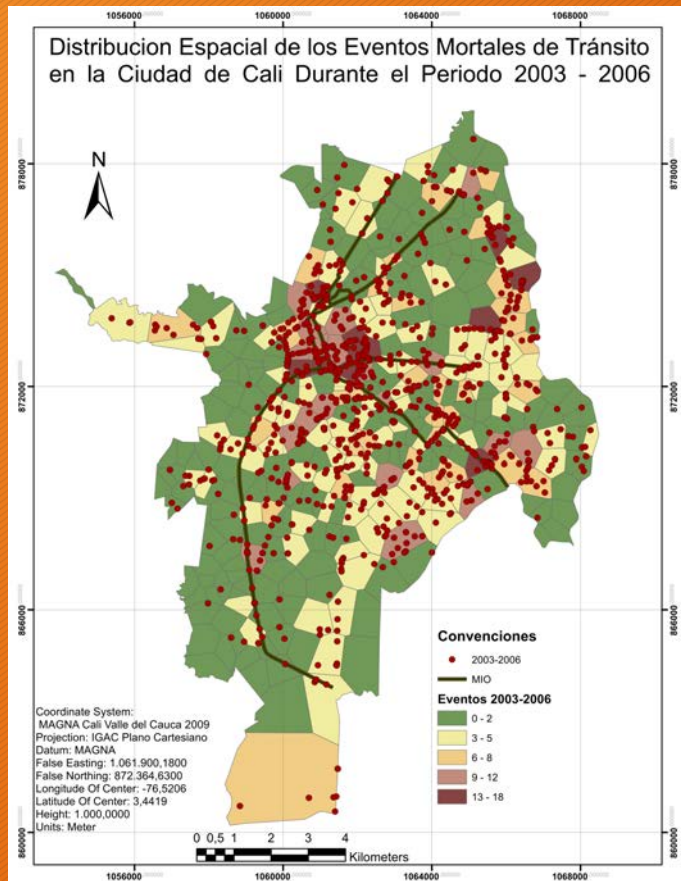 1056000 1060000 1064000 1068000
Distribucion Espacial de los Eventos Mortales de Tránsito
en la Ciudad de Cali Durante el Periodo 2003 - 2006
N
878000
878000
872000
872000
866000
866000
Convenciones
2003-2006
MIO
Eventos 2003-2006
0 - 2
3 - 5
6 - 8
9 - 12
13 - 18
Coordinate System:
MAGNA Cali Valle del Cauca 2009
Projection: IGAC Plano Cartesiano
Datum: MAGNA
False Easting: 1.061.900,1800
False Northing: 872.364,6300
Longitude Of Center: -76,5206
Latitude Of Center: 3,4419
Height: 1.000,0000
Units: Meter
860000
860000
0 0,5 1 2 3 4
Kilometers
1056000 1060000 1064000 1068000